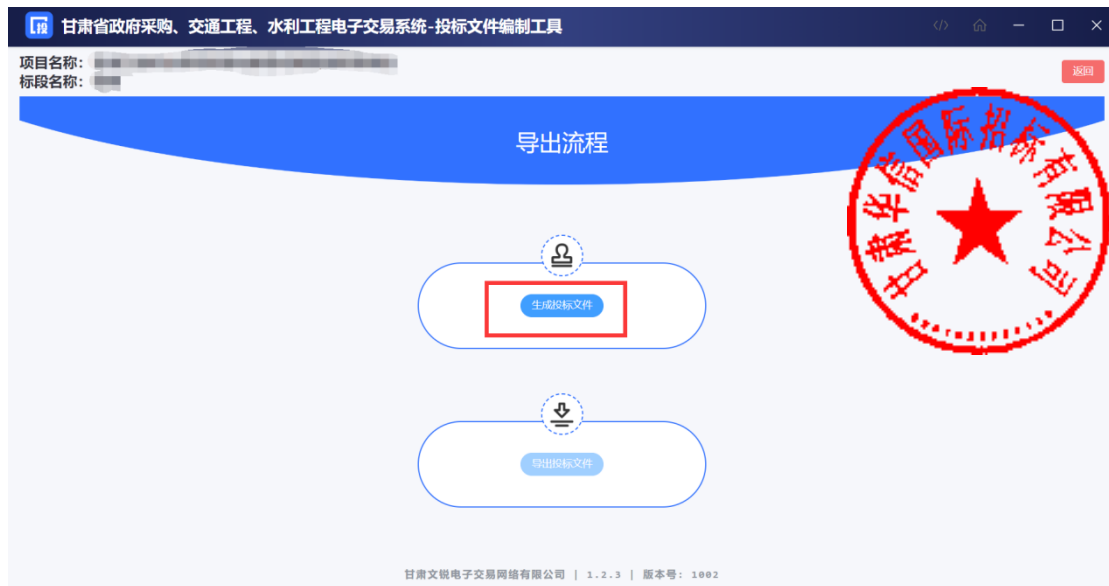 投 甘肃省政府采购、交通工程、水利工程电子交易系统-投标文件编制工具
项目名称：
标段名称：
返回
导出流程
甘肃华信国际招标有限公司
生成投标文件
导出投标文件
甘肃文锐电子交易网络有限公司 | 1.2.3 | 版本号: 1002